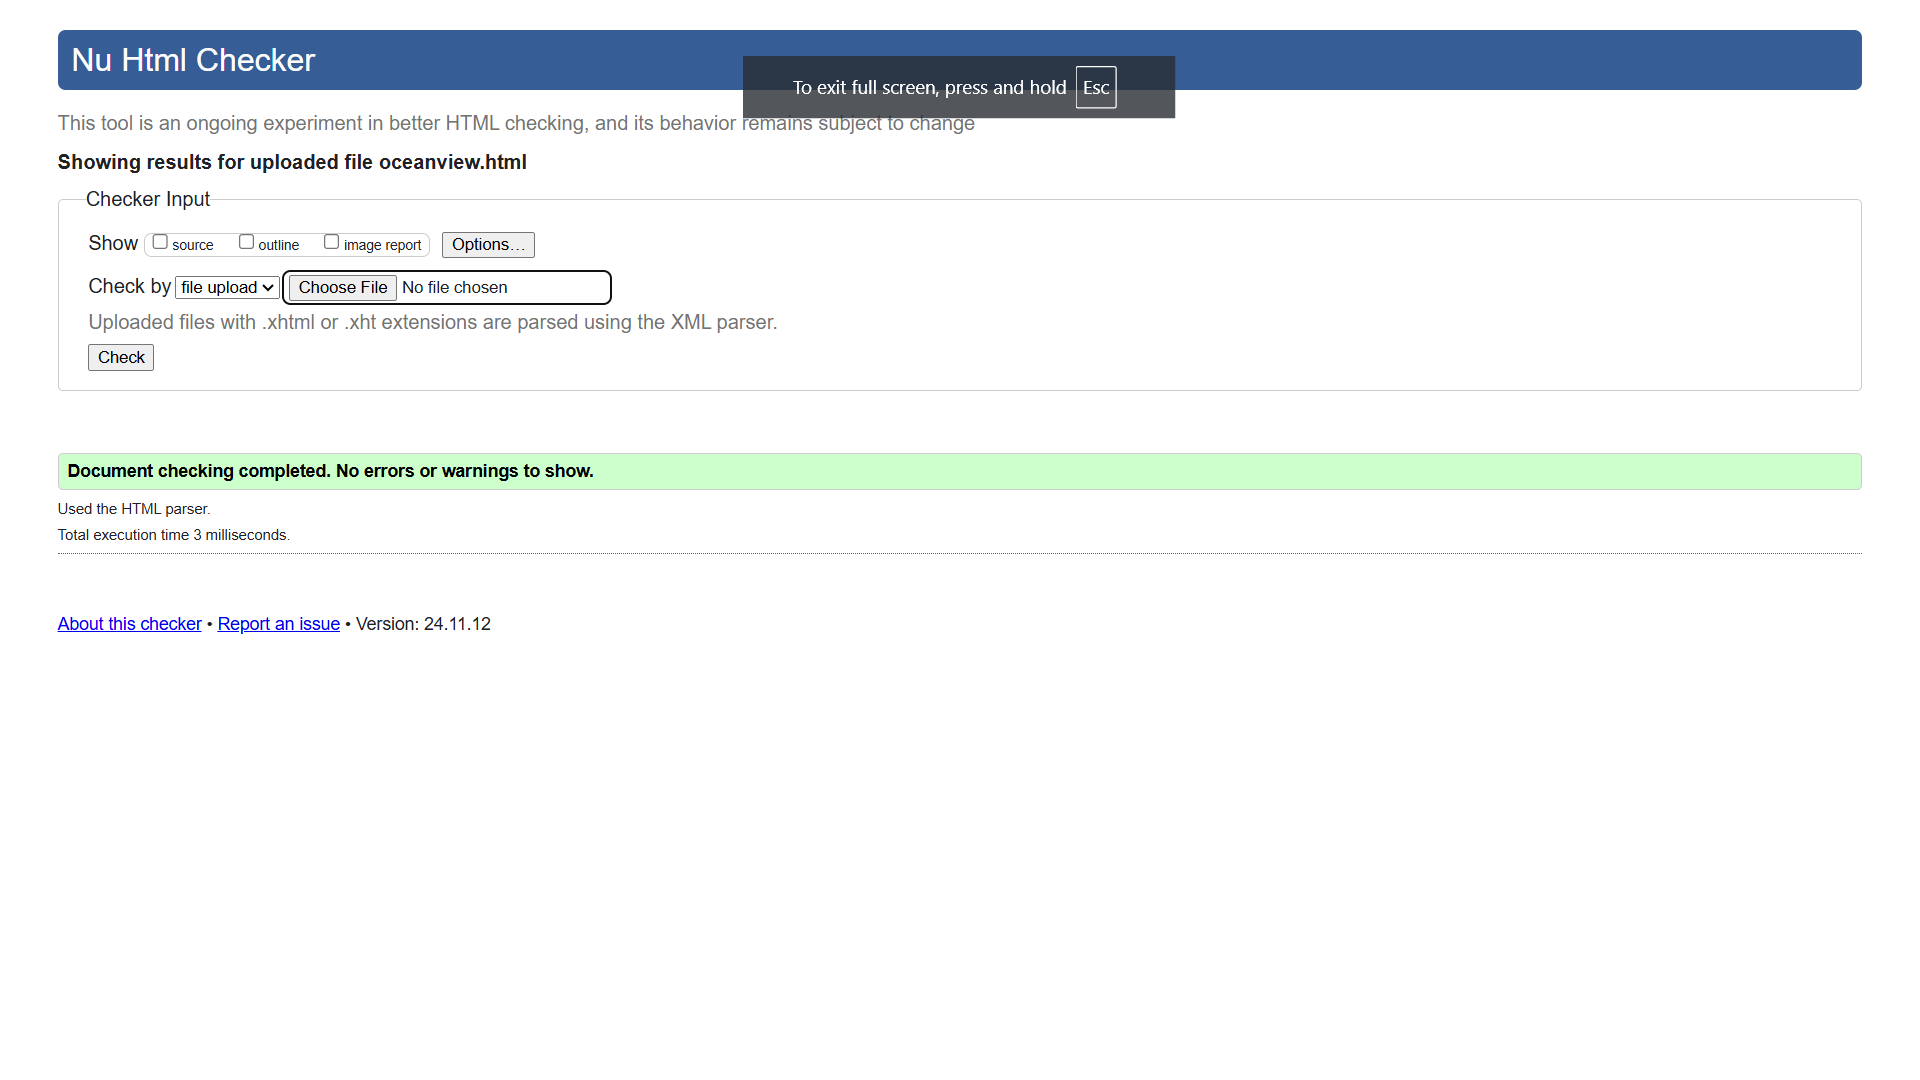 Nu Html Checker
To exit full screen, press and hold Esc
This tool is an ongoing experiment in better HTML checking, and its behavior remains subject to change
Showing results for uploaded file oceanview.html
Checker Input
Show source outline image report Options…
Check by file upload Choose File No file chosen
Uploaded files with .xhtml or .xht extensions are parsed using the XML parser.
Check
Document checking completed. No errors or warnings to show.
Used the HTML parser.
Total execution time 3 milliseconds.
About this checker • Report an issue • Version: 24.11.12